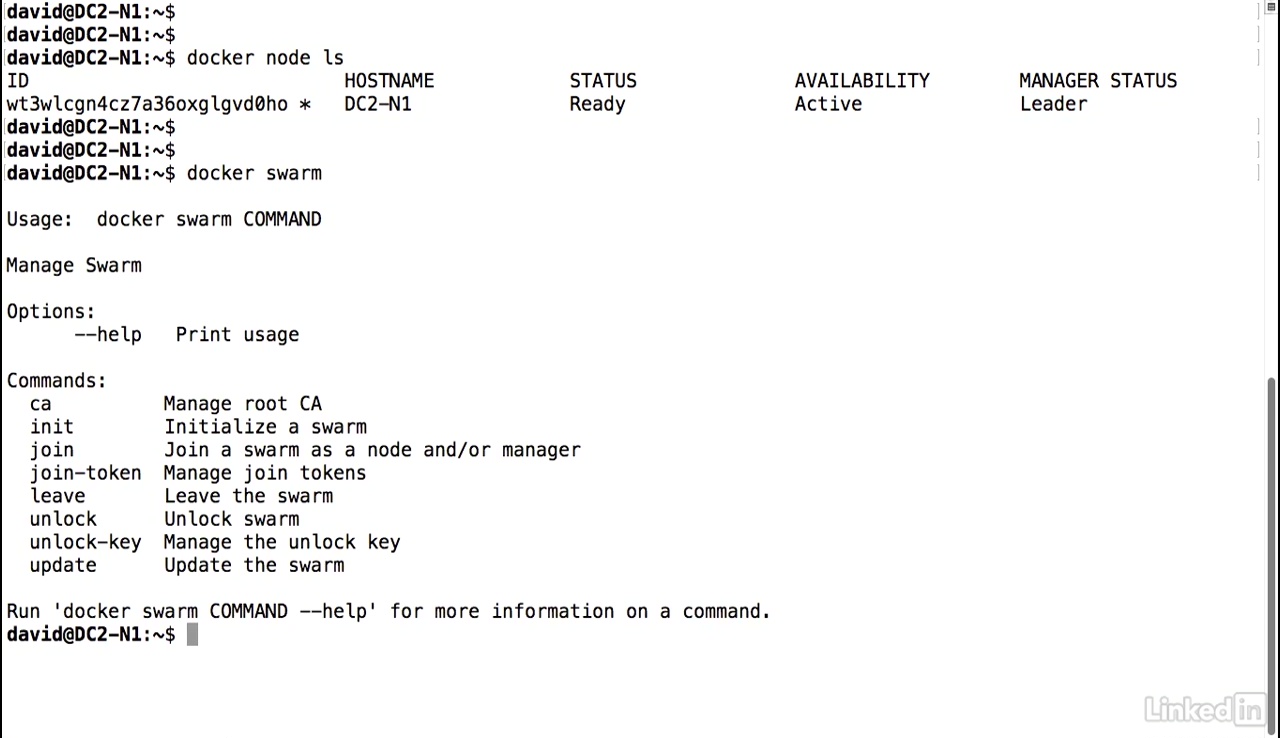 david@DC2-N1:~$
david@DC2-N1:~$
david@DC2-N1:~$ docker node ls
ID HOSTNAME STATUS AVAILABILITY MANAGER STATUS
wt3wlcgn4cz7a36oxglgvd0ho * DC2-N1 Ready Active Leader
david@DC2-N1:~$
david@DC2-N1:~$
david@DC2-N1:~$ docker swarm
Usage: docker swarm COMMAND
Manage Swarm
Options:
--help Print usage
Commands:
ca Manage root CA
init Initialize a swarm
join Join a swarm as a node and/or manager
join-token Manage join tokens
leave Leave the swarm
unlock Unlock swarm
unlock-key Manage the unlock key
update Update the swarm
Run 'docker swarm COMMAND --help' for more information on a command.
david@DC2-N1:~$
Linked in